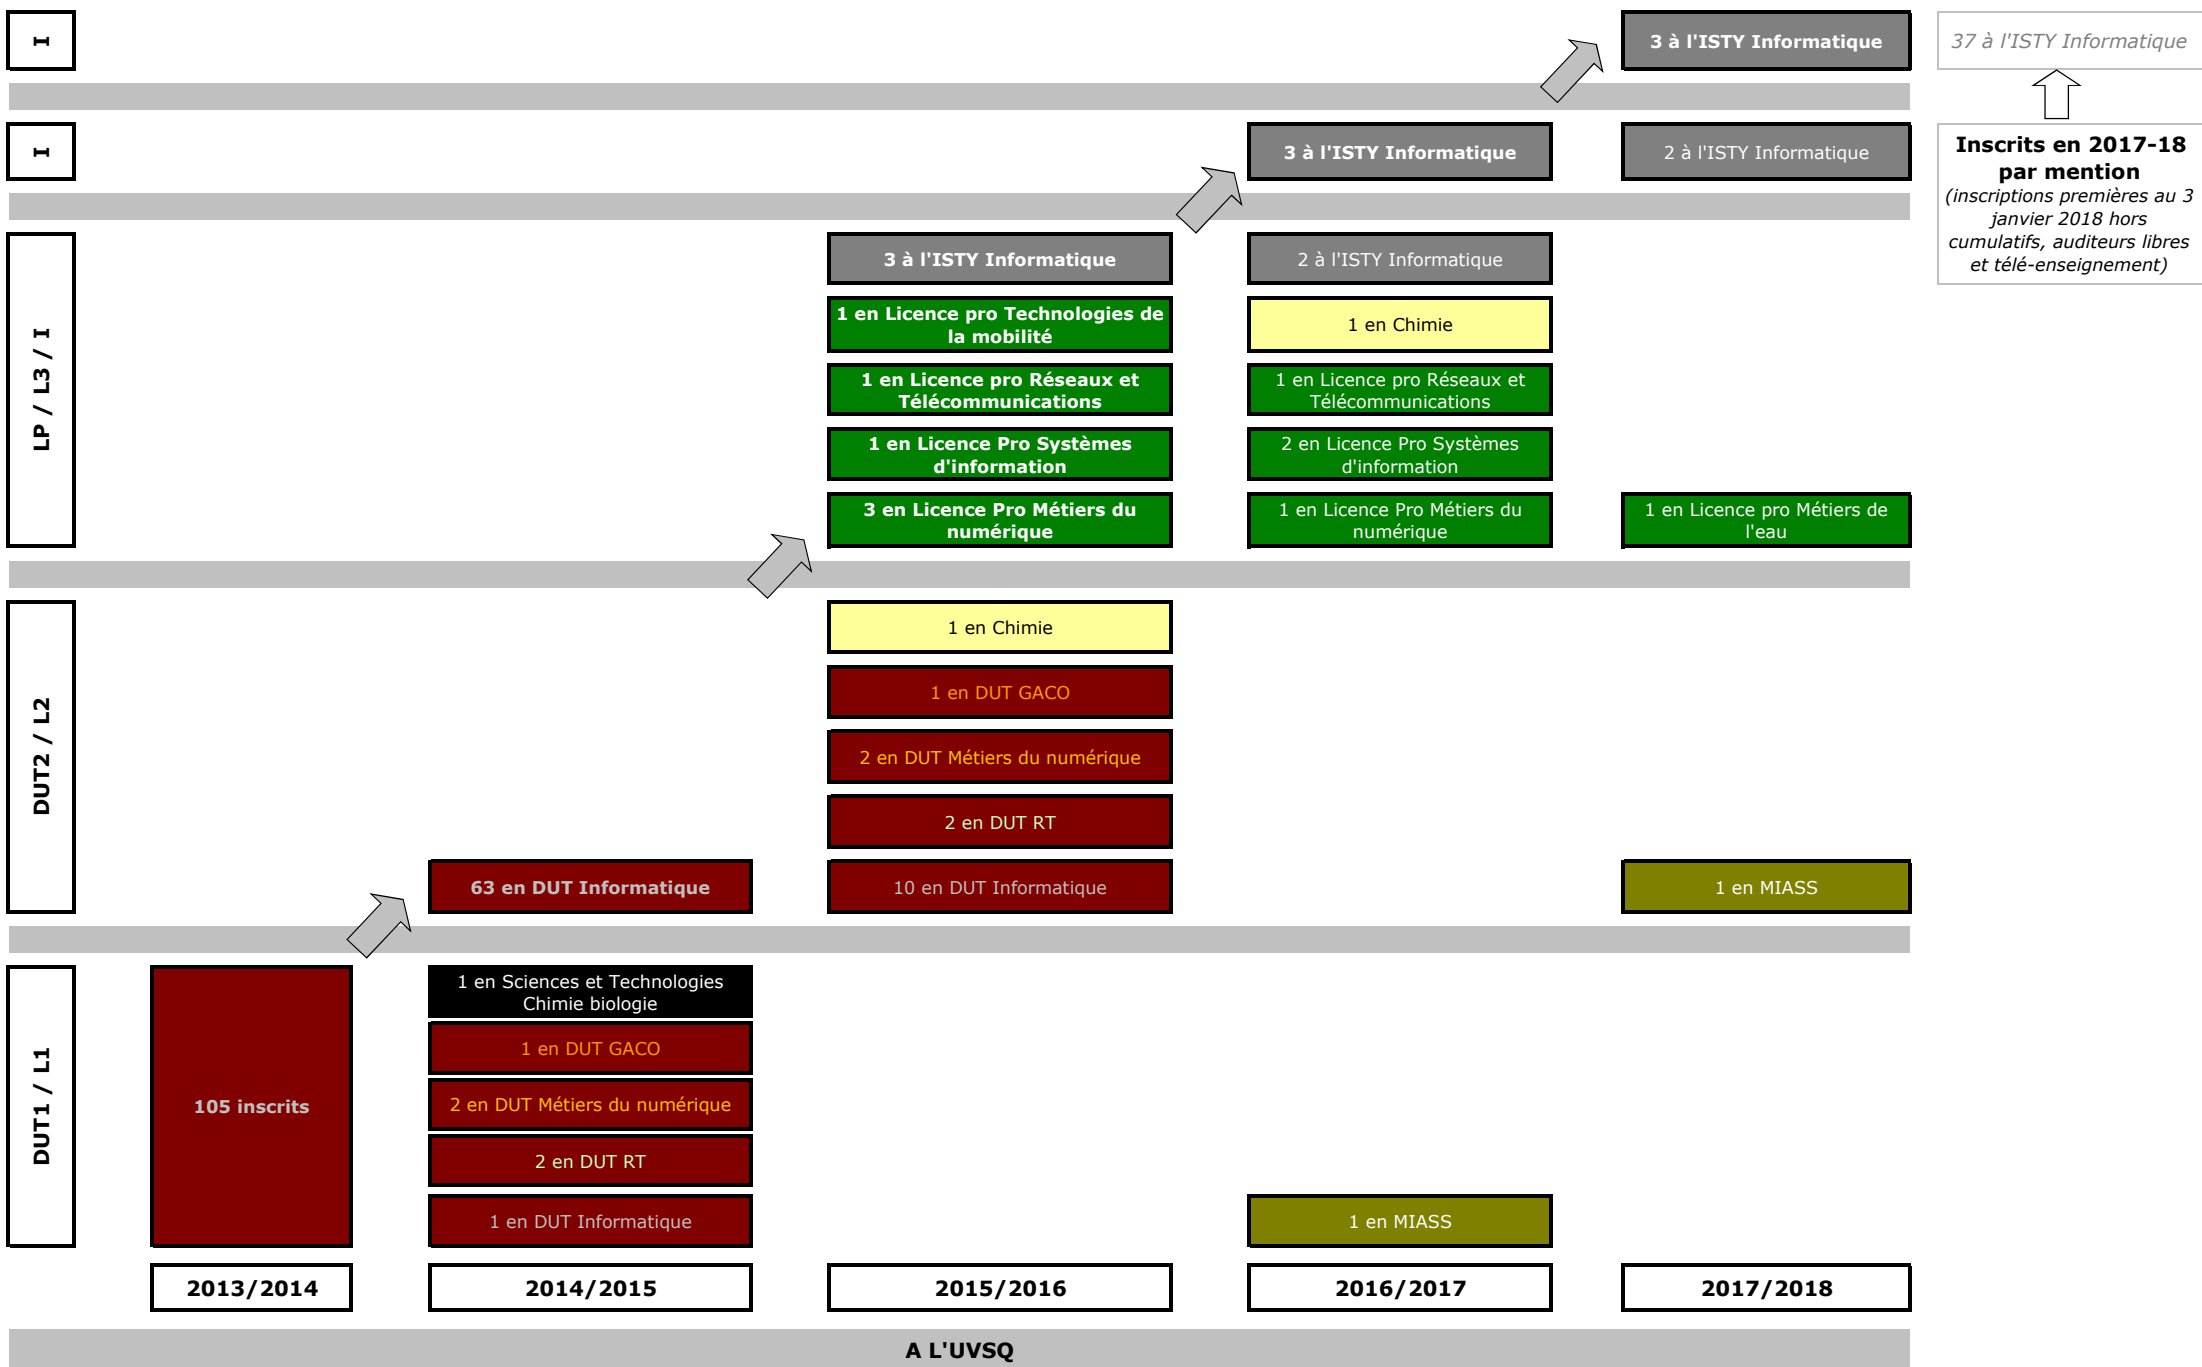 I
3 à l'ISTY Informatique
37 à l'ISTY Informatique
I
3 à l'ISTY Informatique
2 à l'ISTY Informatique
Inscrits en 2017-18
par mention
(inscriptions premières au 3
janvier 2018 hors
cumulatifs, auditeurs libres
et télé-enseignement)
LP / L3 / I
3 à l'ISTY Informatique
2 à l'ISTY Informatique
1 en Licence pro Technologies de
la mobilité
1 en Chimie
1 en Licence pro Réseaux et
Télécommunications
1 en Licence pro Réseaux et
Télécommunications
1 en Licence Pro Systèmes
d'information
2 en Licence Pro Systèmes
d'information
3 en Licence Pro Métiers du
numérique
1 en Licence Pro Métiers du
numérique
1 en Licence pro Métiers de
l'eau
DUT2 / L2
1 en Chimie
1 en DUT GACO
2 en DUT Métiers du numérique
2 en DUT RT
63 en DUT Informatique
10 en DUT Informatique
1 en MIASS
DUT1 / L1
105 inscrits
1 en Sciences et Technologies
Chimie biologie
1 en DUT GACO
2 en DUT Métiers du numérique
2 en DUT RT
1 en DUT Informatique
1 en MIASS
2013/2014
2014/2015
2015/2016
2016/2017
2017/2018
A L'UVSQ